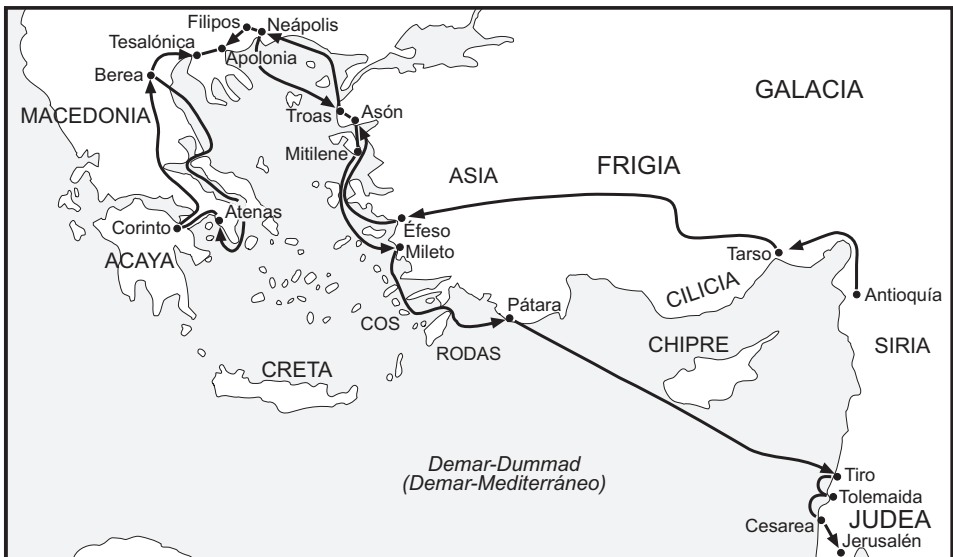 Filipos
Neápolis
Tesalónica
Apolonia
Berea
GALACIA
MACEDONIA
Troas
Asón
Mitilene
FRIGIA
ASIA
Atenas
Corinto
Éfeso
Mileto
Tarso
ACAYA
CILICIA
Antioquía
Pátara
COS
RODAS
CHIPRE
SIRIA
CRETA
Demar-Dummad
(Demar-Mediterráneo)
Tiro
Tolemaida
Cesarea
JUDEA
Jerusalén